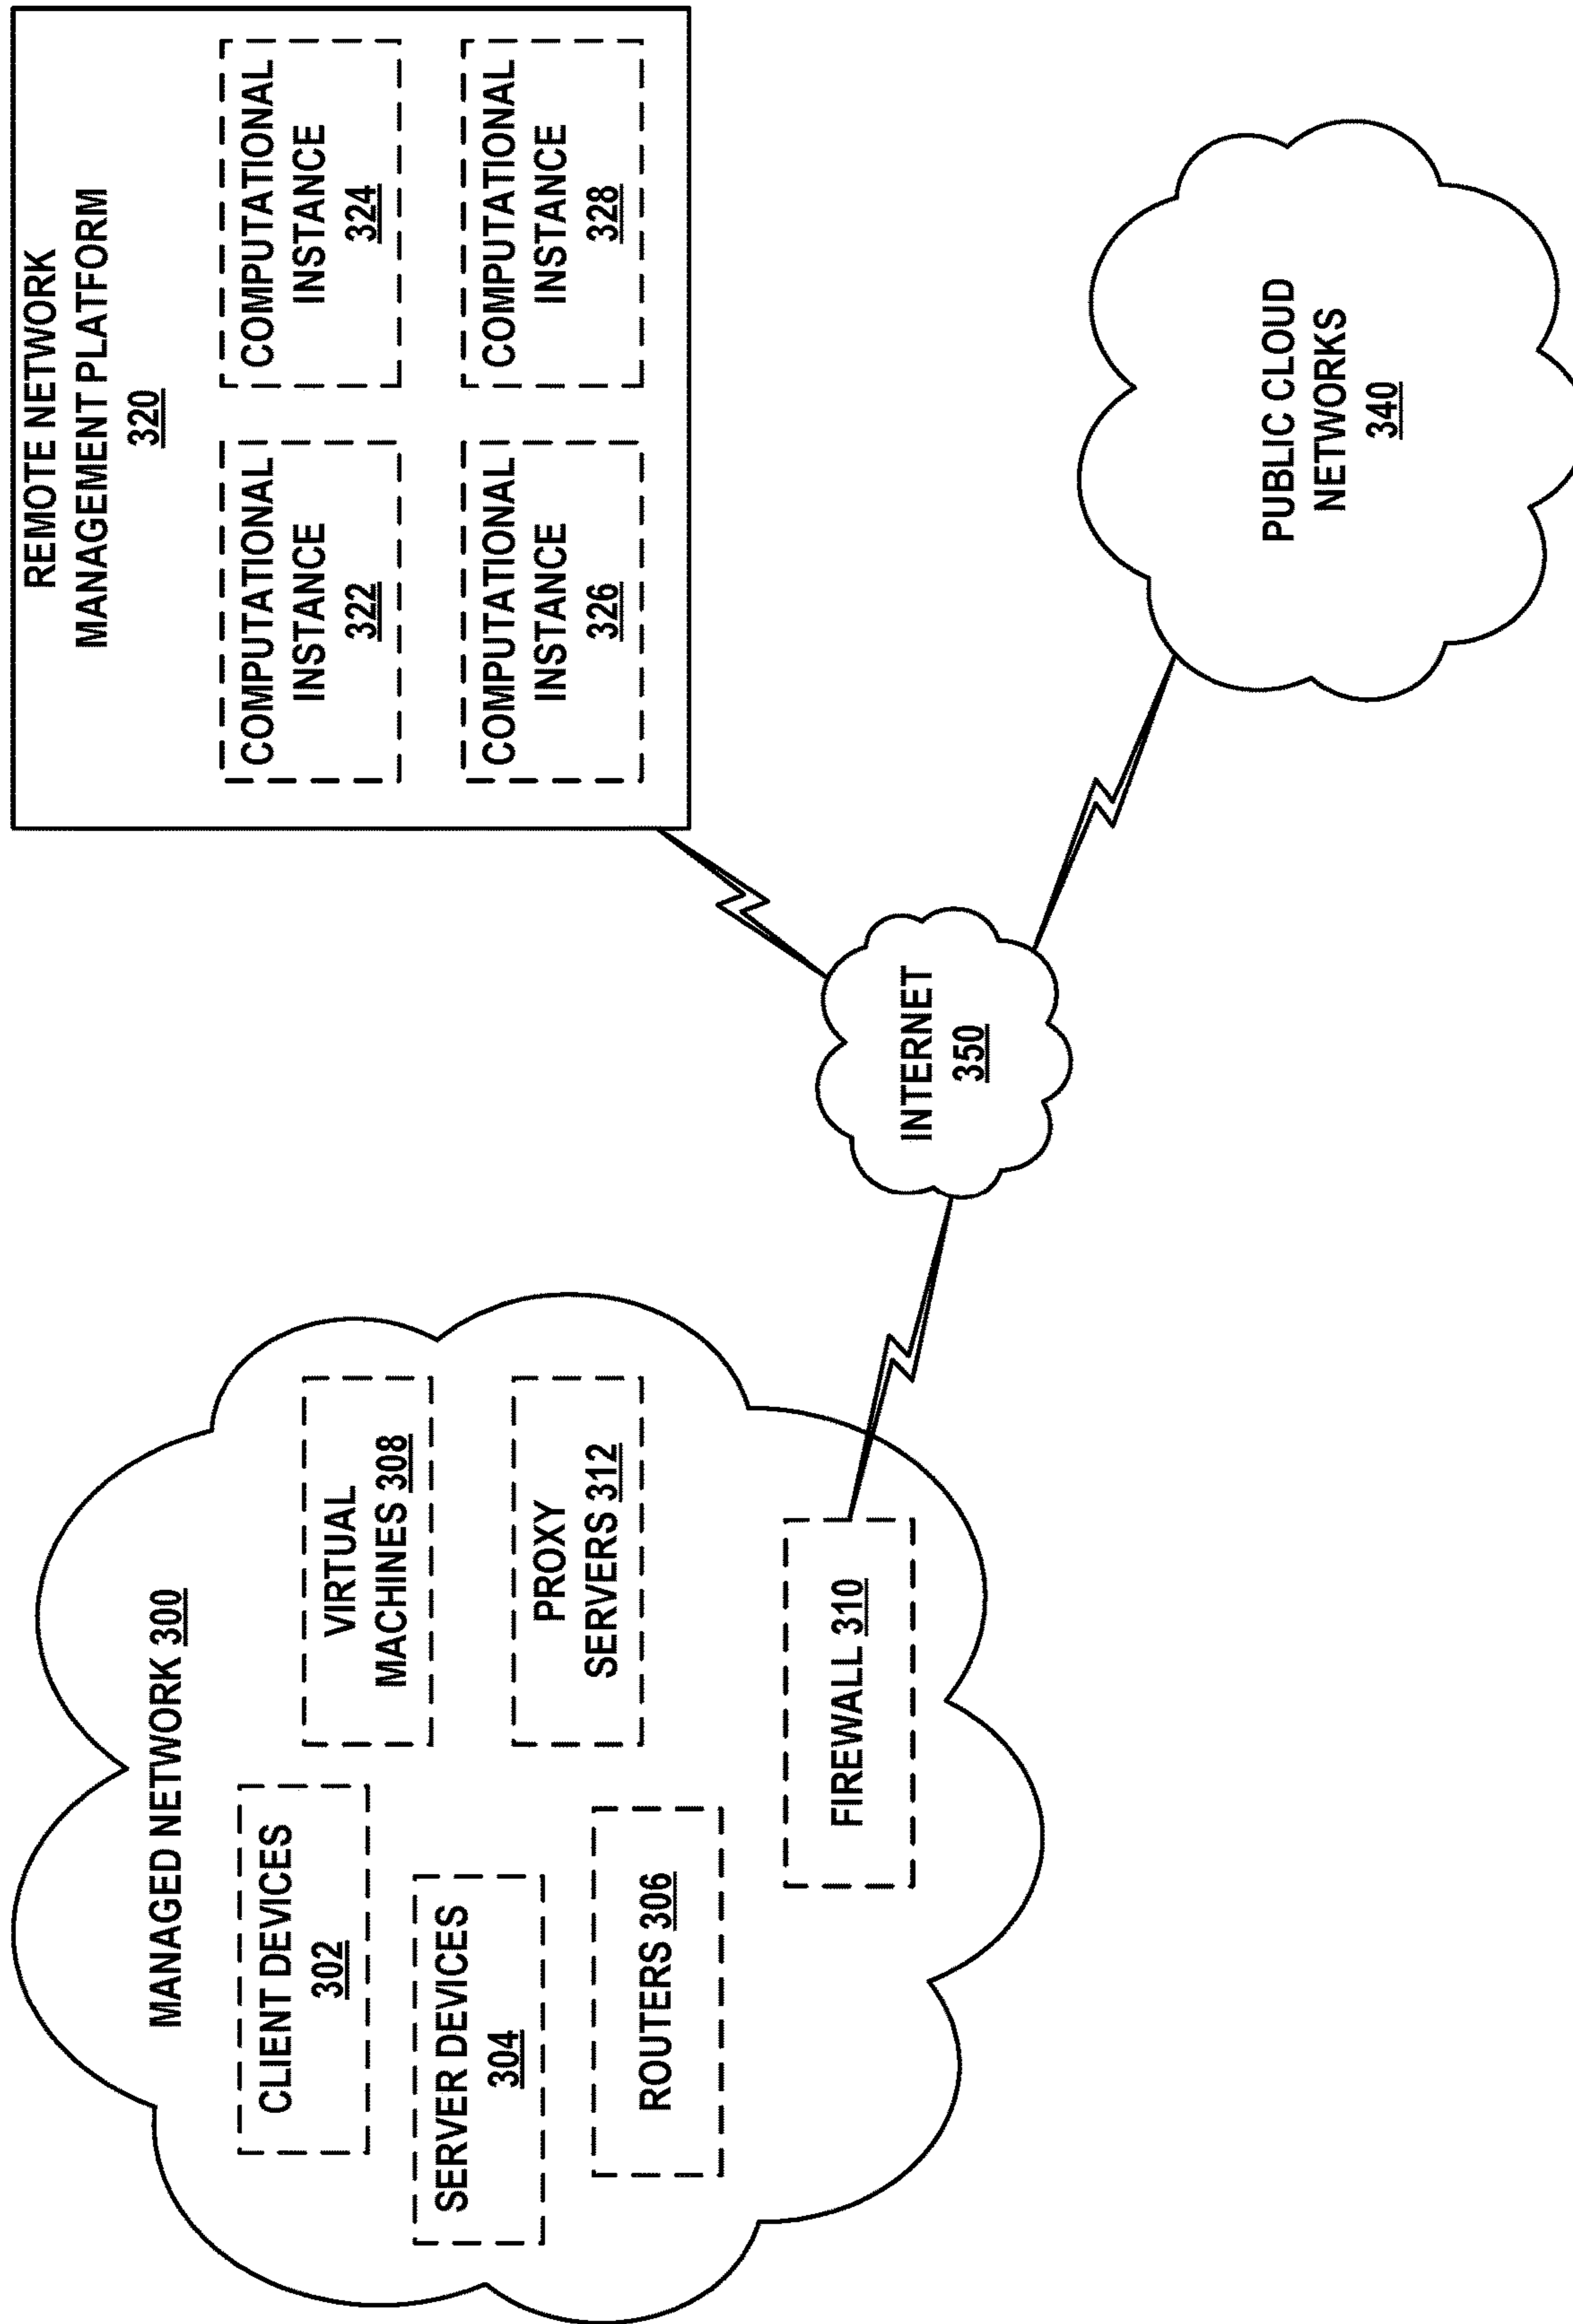 MANAGED NETWORK 300
CLIENT DEVICES
302
SERVER DEVICES
304
ROUTERS 306
VIRTUAL
MACHINES 308
PROXY
SERVERS 312
FIREWALL 310
INTERNET
350
REMOTE NETWORK
MANAGEMENT PLATFORM
320
COMPUTATIONAL
INSTANCE
322
COMPUTATIONAL
INSTANCE
324
COMPUTATIONAL
INSTANCE
326
COMPUTATIONAL
INSTANCE
328
PUBLIC CLOUD
NETWORKS
340